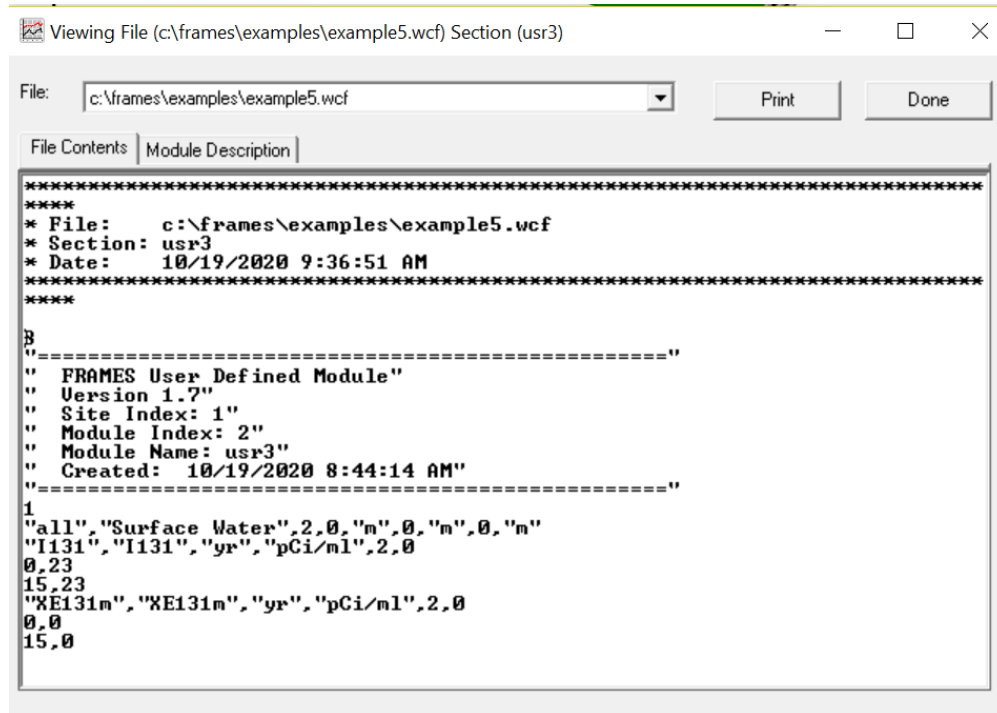 Viewing File (c:\frames\examples\example5.wcf) Section (usr3)
File: c:\frames\examples\example5.wcf Print Done
File Contents Module Description
***************************************************************************
****
* File:    c:\frames\examples\example5.wcf
* Section: usr3
* Date:    10/19/2020 9:36:51 AM
***************************************************************************
****
8
"=================================================="
"  FRAMES User Defined Module"
"  Version 1.7"
"  Site Index: 1"
"  Module Index: 2"
"  Module Name: usr3"
"  Created:  10/19/2020 8:44:14 AM"
"=================================================="
1
"all","Surface Water",2,0,"m",0,"m",0,"m"
"I131","I131","yr","pCi/ml",2,0
0,23
15,23
"XE131m","XE131m","yr","pCi/ml",2,0
0,0
15,0